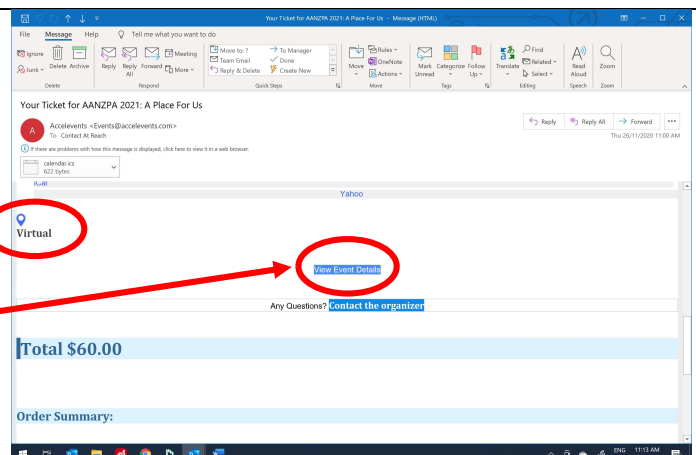 Your Ticket for AANZPA 2021: A Place For Us - Message (HTML)
File Message Help Tell me what you want to do
Ignore
Junk
Delete Archive
Reply Reply All Forward
Meeting
More
Move to: ? To Manager
Team Email Done
Reply & Delete Create New
Move
Rules
OneNote
Actions
Mark Unread Categorize Follow Up
Translate
Find
Related
Select
Read Aloud
Zoom
Delete Respond Quick Steps Move Tags Editing Speech Zoom
Your Ticket for AANZPA 2021: A Place For Us
A
Accelevents <Events@accelevents.com>
To Contact At Reach
Reply Reply All Forward
Thu 26/11/2020 11:00 AM
If there are problems with how this message is displayed, click here to view it in a web browser.
calendar.ics
622 bytes
iCal
Yahoo
Virtual
View Event Details
Any Questions? Contact the organizer
Total $60.00
Order Summary:
ENG 11:13 AM